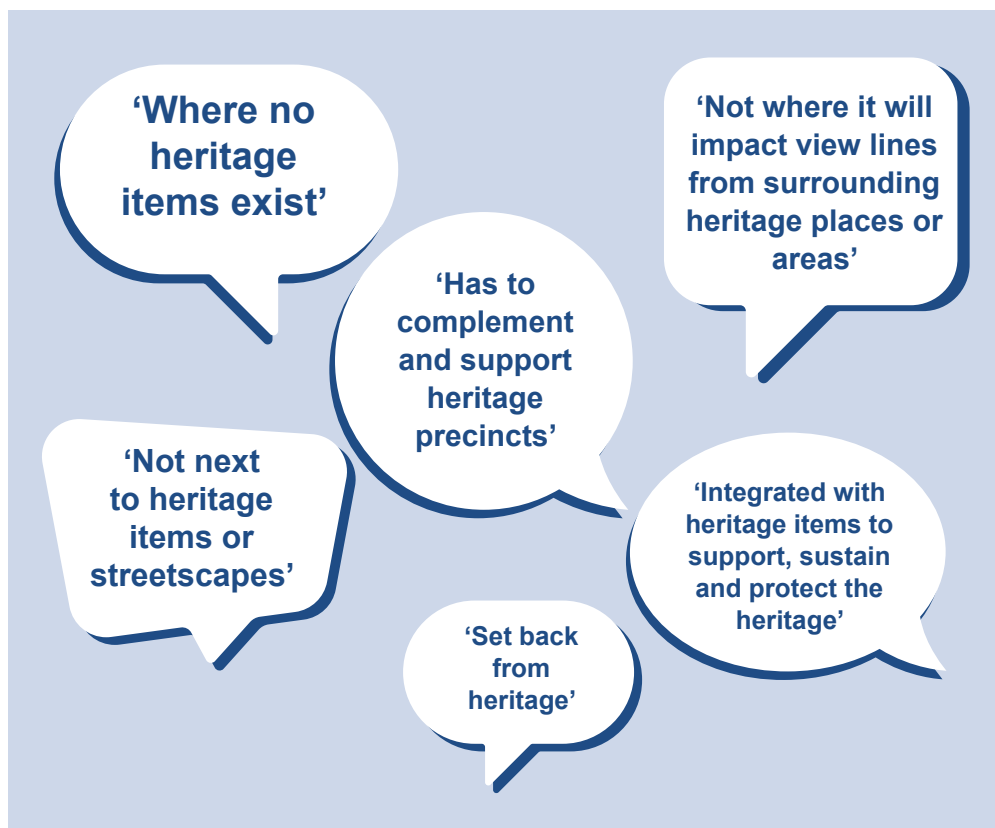 ‘Where no
heritage
items exist’
‘Not where it will
impact view lines
from surrounding
heritage places or
areas’
‘Has to
complement
and support
heritage
precincts’
‘Not next
to heritage
items or
streetscapes’
‘Integrated with
heritage items to
support, sustain
and protect the
heritage’
‘Set back
from
heritage’